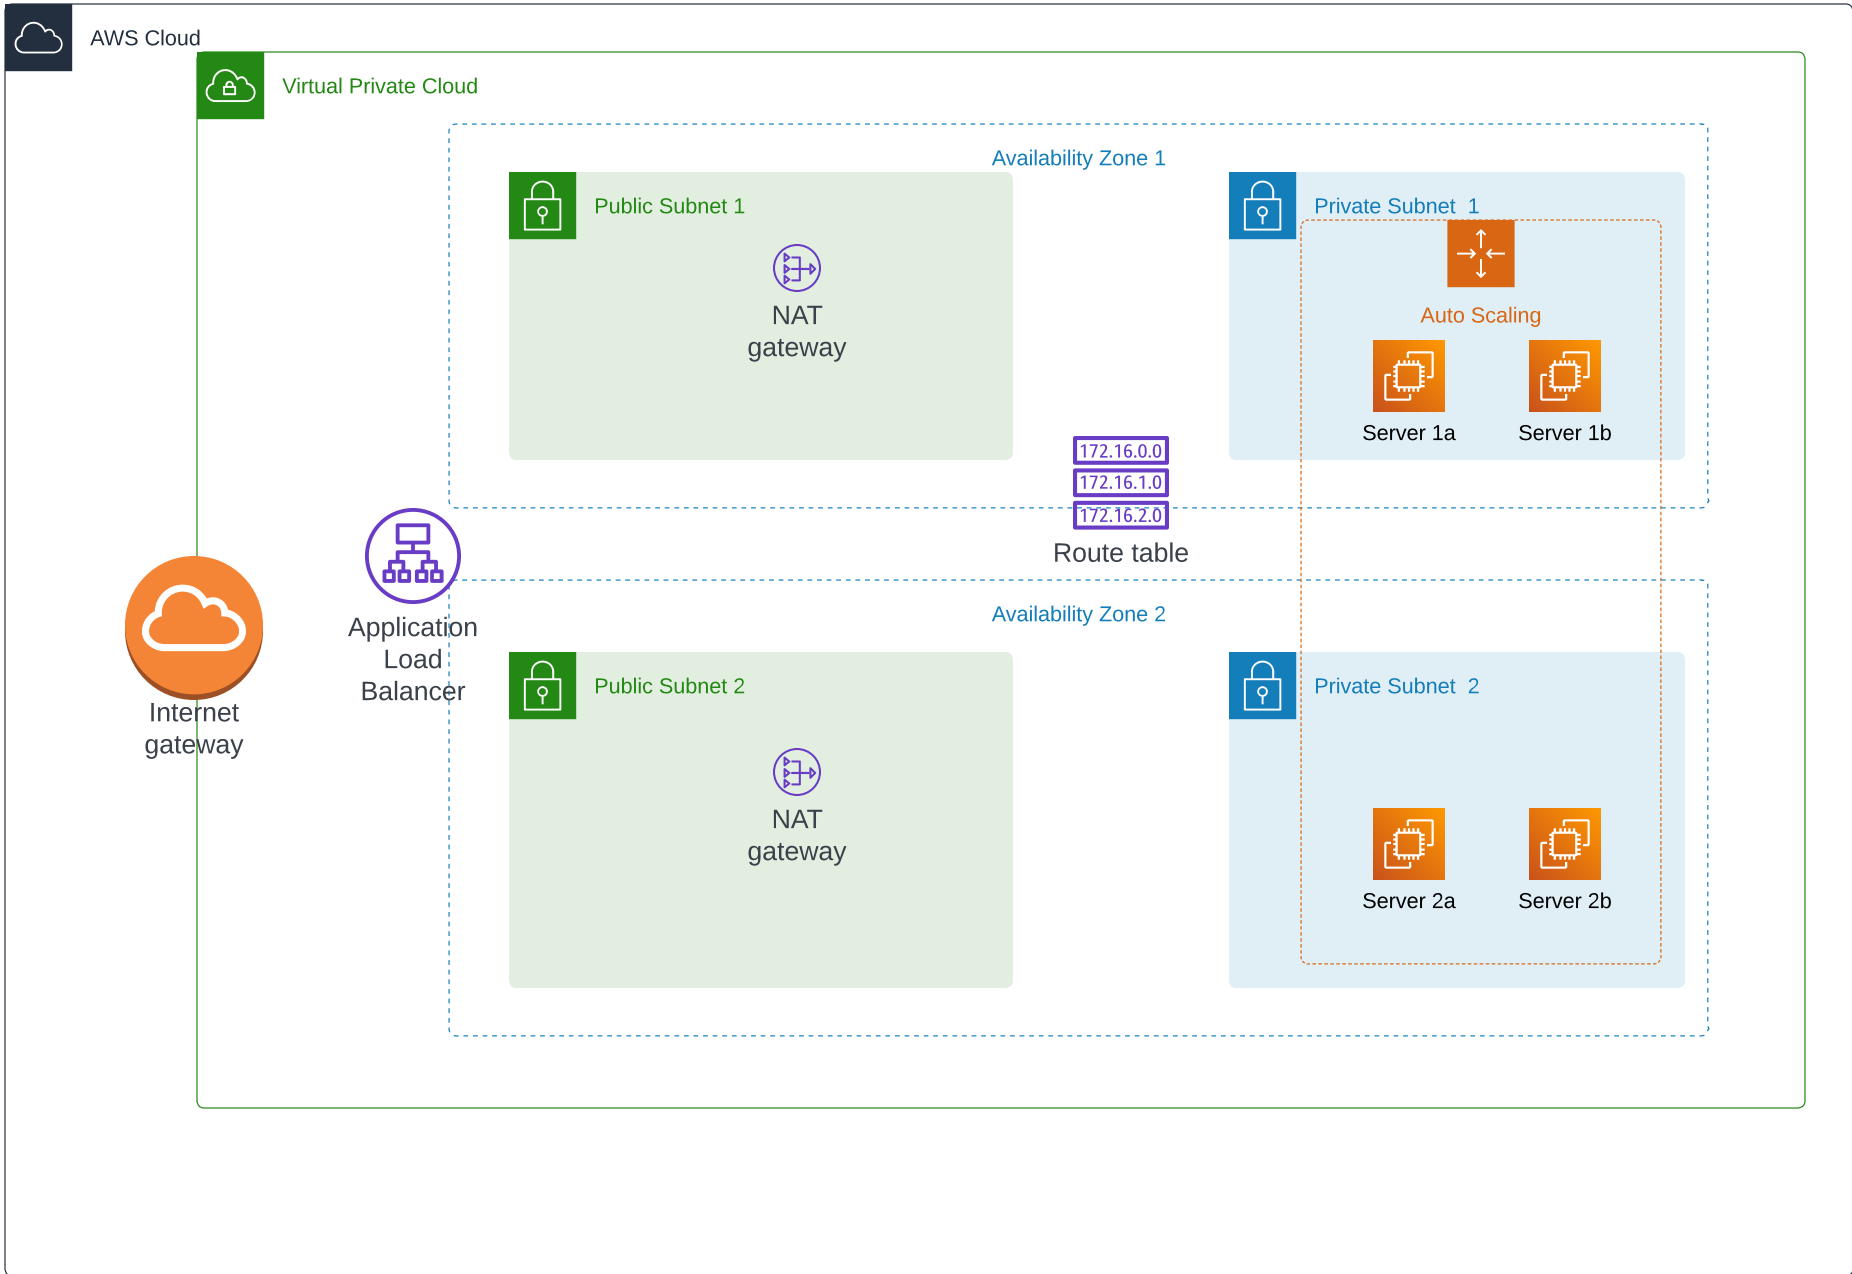 AWS Cloud
Virtual Private Cloud
Availability Zone 1
Public Subnet 1
Private Subnet  1
NAT
gateway
Auto Scaling
Server 1a
Server 1b
172.16.0.0
172.16.1.0
172.16.2.0
Route table
Application
Load
Balancer
Internet
gateway
Availability Zone 2
Public Subnet 2
Private Subnet  2
NAT
gateway
Server 2a
Server 2b